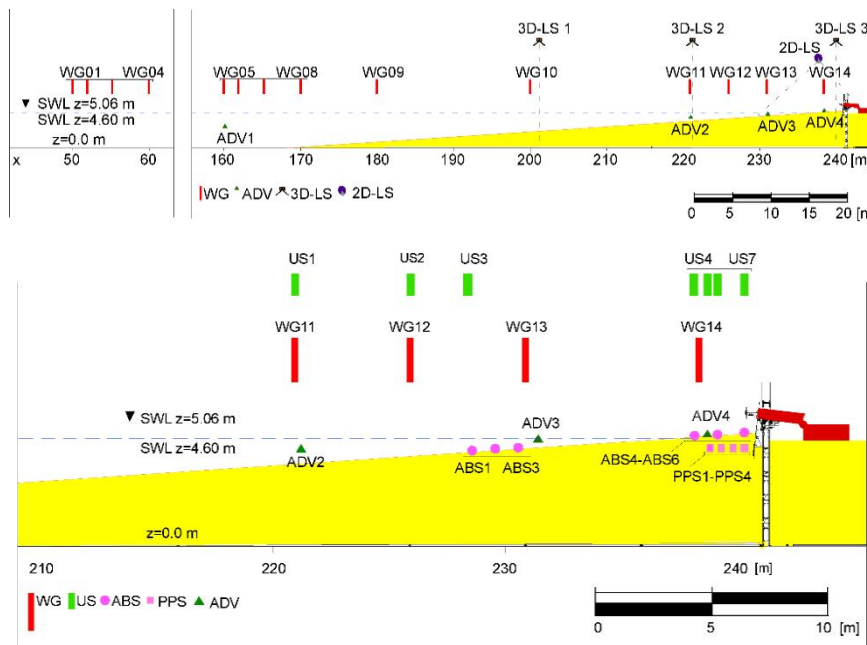 3D-LS 1 3D-LS 2 3D-LS 3
2D-LS
WG01 WG04 WG05 WG08 WG09 WG10 WG11 WG12 WG13 WG14
SWL z=5.06 m
SWL z=4.60 m
ADV1 ADV2 ADV3 ADV4
z=0.0 m
x 50 60 160 170 180 190 200 210 220 230 240 [m]
WG ADV 3D-LS 2D-LS
0 5 10 15 20 [m]
US1 US2 US3 US4 US7
WG11 WG12 WG13 WG14
SWL z=5.06 m
ADV3 ADV4
SWL z=4.60 m
ADV2 ABS1 ABS3 ABS4-ABS6
PPS1-PPS4
z=0.0 m
210 220 230 240 [m]
WG US ABS PPS ADV
0 5 10 [m]